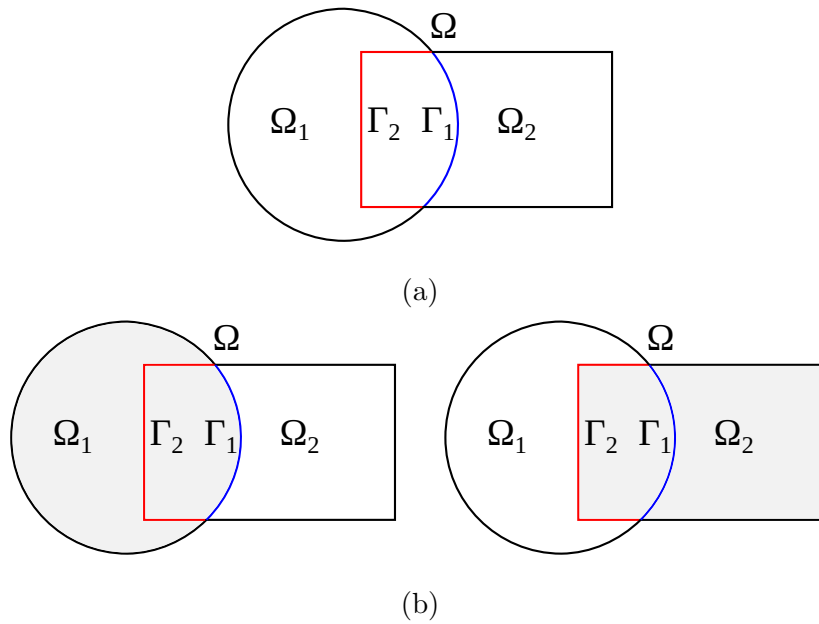 Ω
Ω₁ Γ₂ Γ₁ Ω₂
(a)
Ω Ω
Ω₁ Γ₂ Γ₁ Ω₂ Ω₁ Γ₂ Γ₁ Ω₂
(b)